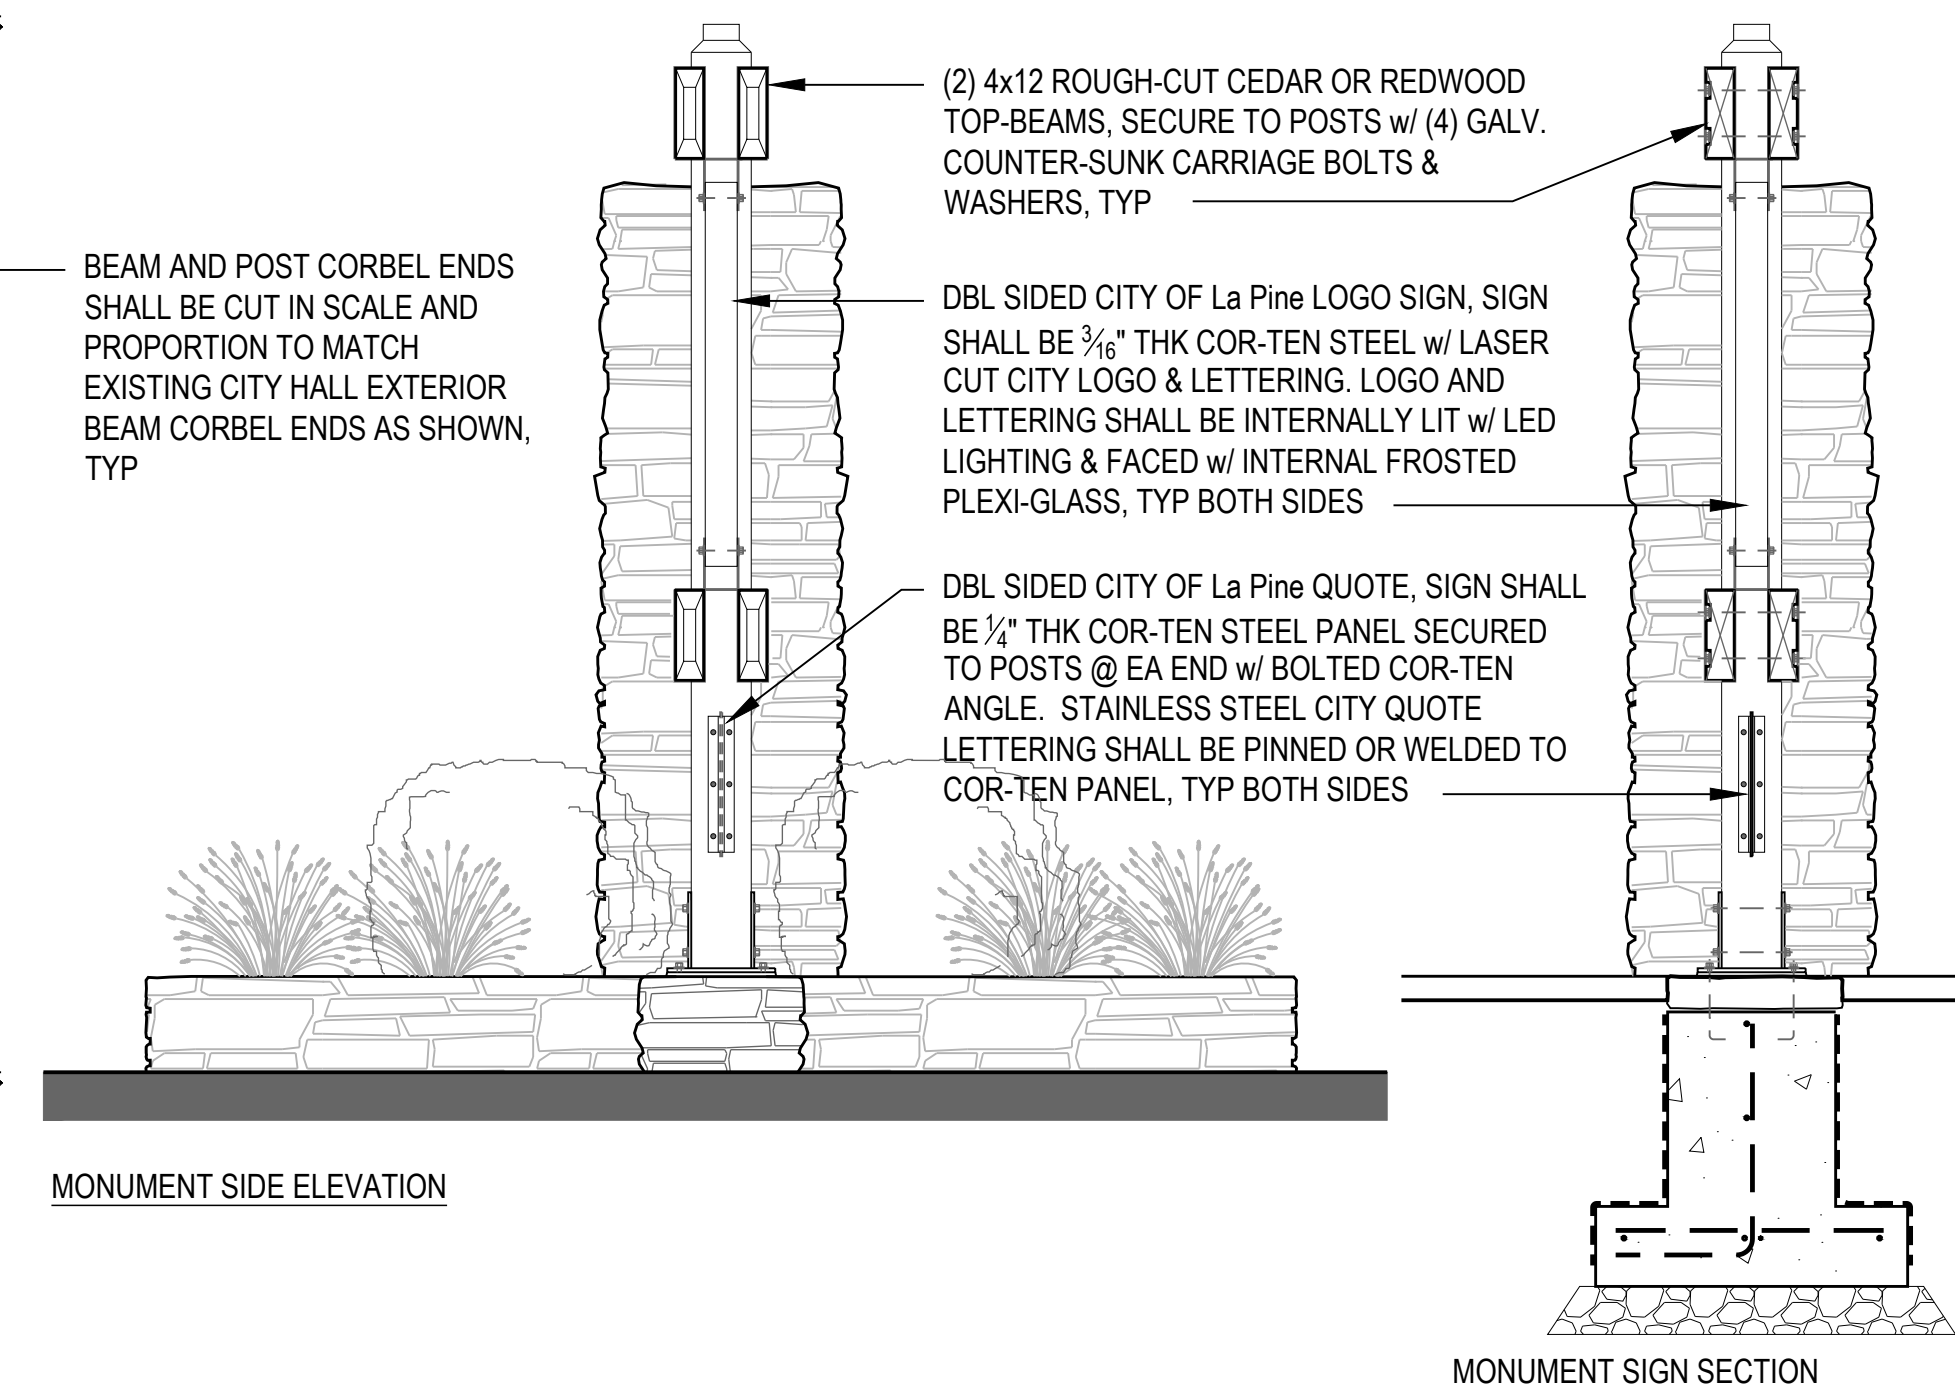 (2) 4x12 ROUGH-CUT CEDAR OR REDWOOD
TOP-BEAMS, SECURE TO POSTS w/ (4) GALV.
COUNTER-SUNK CARRIAGE BOLTS &
WASHERS, TYP
BEAM AND POST CORBEL ENDS
SHALL BE CUT IN SCALE AND
PROPORTION TO MATCH
EXISTING CITY HALL EXTERIOR
BEAM CORBEL ENDS AS SHOWN,
TYP
DBL SIDED CITY OF La Pine LOGO SIGN, SIGN
SHALL BE 3⁄16" THK COR-TEN STEEL w/ LASER
CUT CITY LOGO & LETTERING. LOGO AND
LETTERING SHALL BE INTERNALLY LIT w/ LED
LIGHTING & FACED w/ INTERNAL FROSTED
PLEXI-GLASS, TYP BOTH SIDES
DBL SIDED CITY OF La Pine QUOTE, SIGN SHALL
BE 1⁄4" THK COR-TEN STEEL PANEL SECURED
TO POSTS @ EA END w/ BOLTED COR-TEN
ANGLE. STAINLESS STEEL CITY QUOTE
LETTERING SHALL BE PINNED OR WELDED TO
COR-TEN PANEL, TYP BOTH SIDES
MONUMENT SIDE ELEVATION
MONUMENT SIGN SECTION